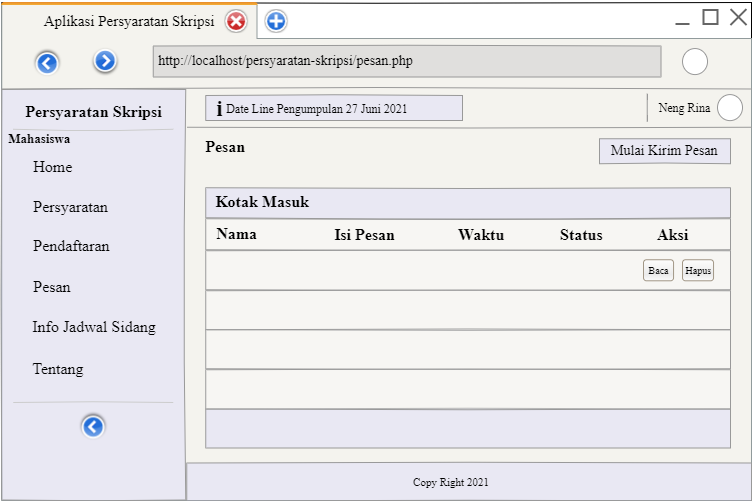 Aplikasi Persyaratan Skripsi
http://localhost/persyaratan-skripsi/pesan.php
Persyaratan Skripsi
Mahasiswa
Home
Persyaratan
Pendaftaran
Pesan
Info Jadwal Sidang
Tentang
i Date Line Pengumpulan 27 Juni 2021
Neng Rina
Pesan
Mulai Kirim Pesan
Kotak Masuk
Nama Isi Pesan Waktu Status Aksi
Baca Hapus
Copy Right 2021